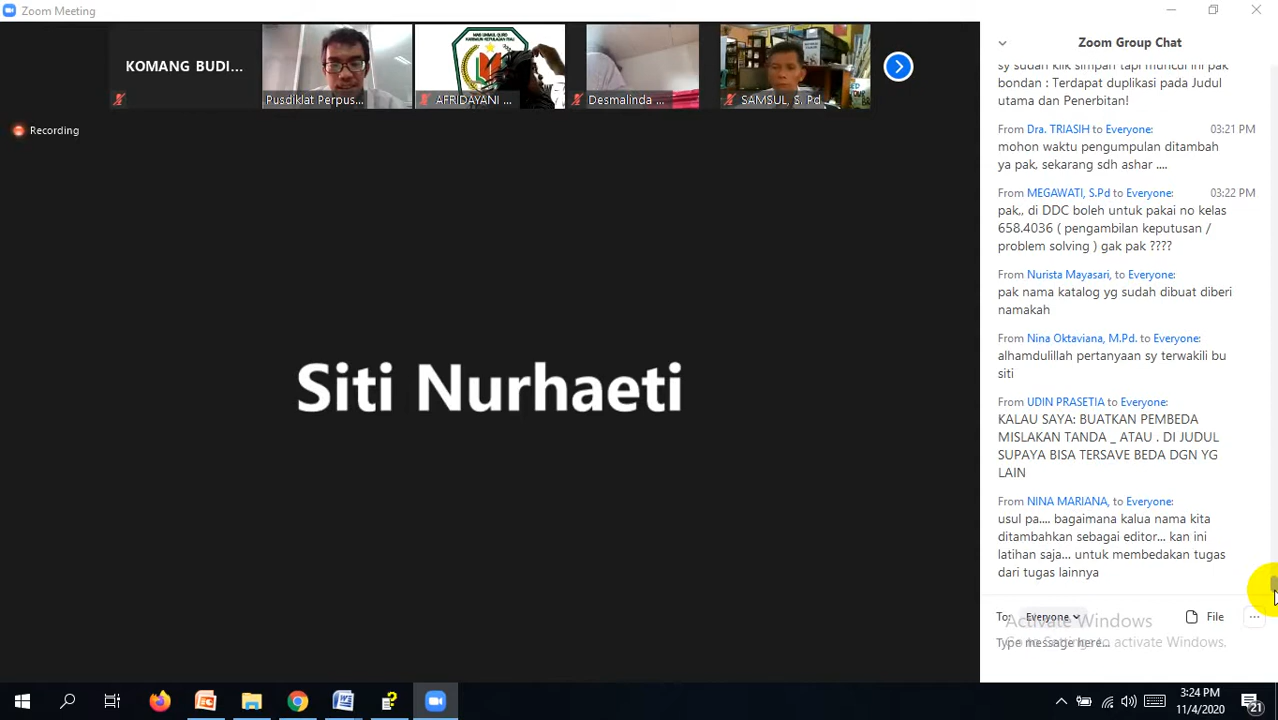 Zoom Meeting
KOMANG BUDI...
Pusdiklat Perpus...
AFRIDAYANI ...
Desmalinda ...
SAMSUL, S. Pd
Recording
Siti Nurhaeti
Zoom Group Chat
sy sudah klik simpan tapi muncul ini pak
bondan : Terdapat duplikasi pada Judul
utama dan Penerbitan!
From Dra. TRIASIH to Everyone: 03:21 PM
mohon waktu pengumpulan ditambah
ya pak, sekarang sdh ashar ....
From MEGAWATI, S.Pd to Everyone: 03:22 PM
pak,, di DDC boleh untuk pakai no kelas
658.4036 ( pengambilan keputusan /
problem solving ) gak pak ????
From Nurista Mayasari, to Everyone:
pak nama katalog yg sudah dibuat diberi
namakah
From Nina Oktaviana, M.Pd. to Everyone:
alhamdulillah pertanyaan sy terwakili bu
siti
From UDIN PRASETIA to Everyone:
KALAU SAYA: BUATKAN PEMBEDA
MISLAKAN TANDA _ ATAU . DI JUDUL
SUPAYA BISA TERSAVE BEDA DGN YG
LAIN
From NINA MARIANA, to Everyone:
usul pa.... bagaimana kalua nama kita
ditambahkan sebagai editor... kan ini
latihan saja... untuk membedakan tugas
dari tugas lainnya
To: Everyone File ...
Activate Windows
Type message here...
Go to Settings to activate Windows.
3:24 PM
11/4/2020
21